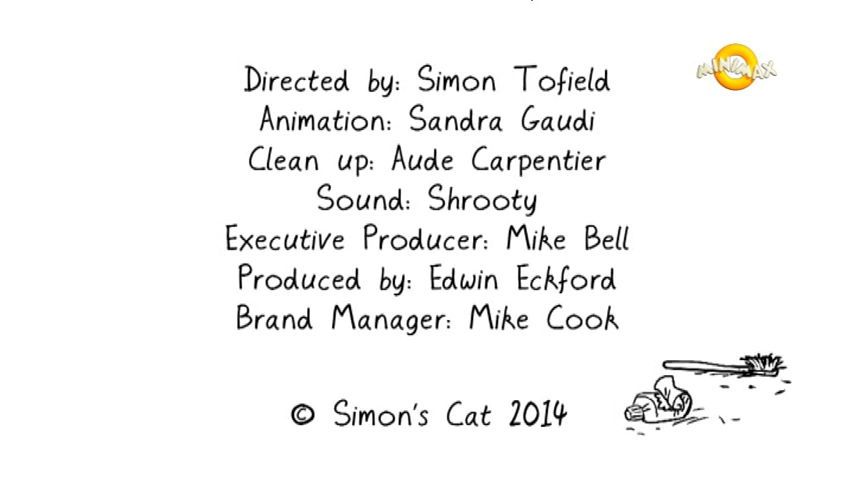 MINIMAX
Directed by: Simon Tofield
Animation: Sandra Gaudi
Clean up: Aude Carpentier
Sound: Shrooty
Executive Producer: Mike Bell
Produced by: Edwin Eckford
Brand Manager: Mike Cook
© Simon's Cat 2014